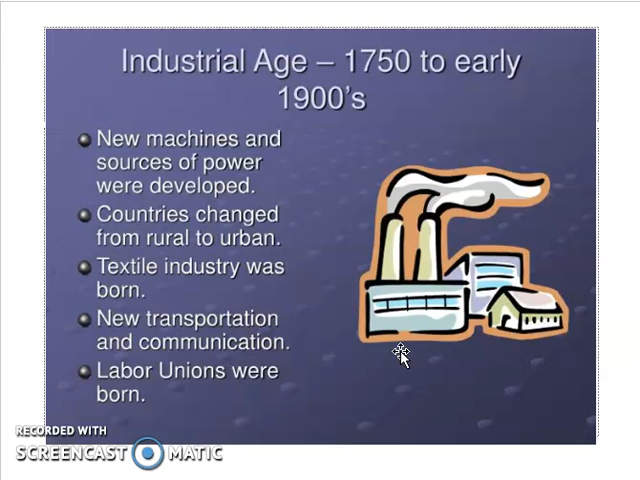 Industrial Age – 1750 to early
1900's
New machines and
sources of power
were developed.
Countries changed
from rural to urban.
Textile industry was
born.
New transportation
and communication.
Labor Unions were
born.
RECORDED WITH
SCREENCAST MATIC